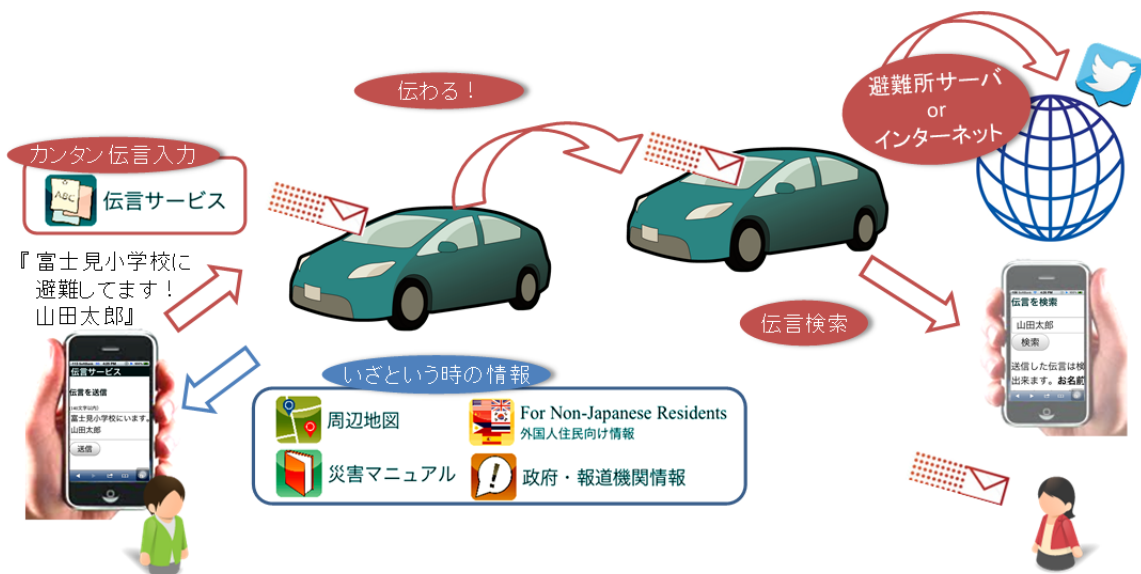 伝わる！
避難所サーバ
or
インターネット
カンタン伝言入力
ABC
伝言サービス
『富士見小学校に
避難してます！
山田太郎』
伝言サービス
伝言を送信
富士見小学校にいます。
山田太郎
送信
いざという時の情報
周辺地図
For Non-Japanese Residents
外国人住民向け情報
災害マニュアル
政府・報道機関情報
伝言検索
伝言を検索
山田太郎
検索
送信した伝言は検
出来ます。お名前